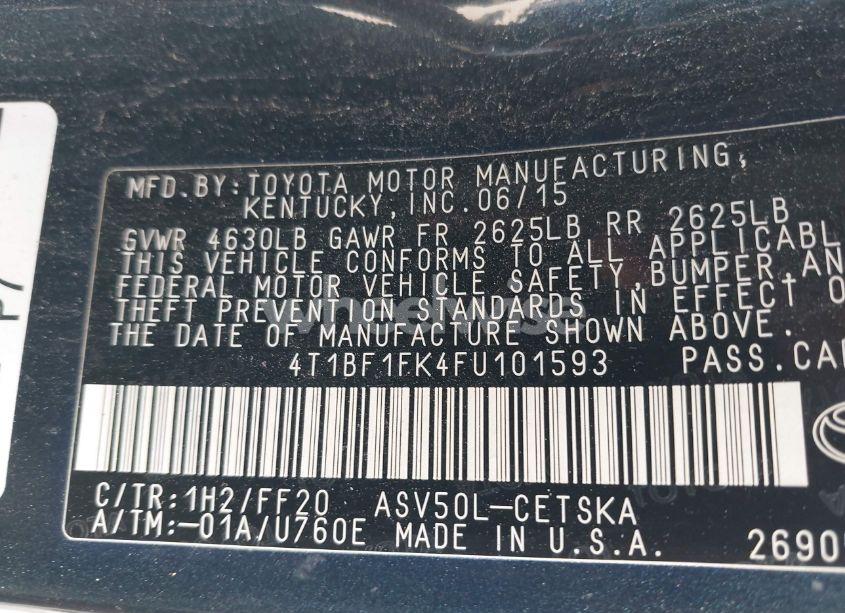 MFD.BY:TOYOTA MOTOR MANUFACTURING,
KENTUCKY,INC.06/15
GVWR 4630LB GAWR FR 2625LB RR 2625LB
THIS VEHICLE CONFORMS TO ALL APPLICABL
FEDERAL MOTOR VEHICLE SAFETY,BUMPER,AN
THEFT PREVENTION STANDARDS IN EFFECT O
THE DATE OF MANUFACTURE SHOWN ABOVE.
4T1BF1FK4FU101593 PASS.CAR
C/TR:1H2/FF20 ASV50L-CETSKA
A/TM:-01A/U760E MADE IN U.S.A.
2690